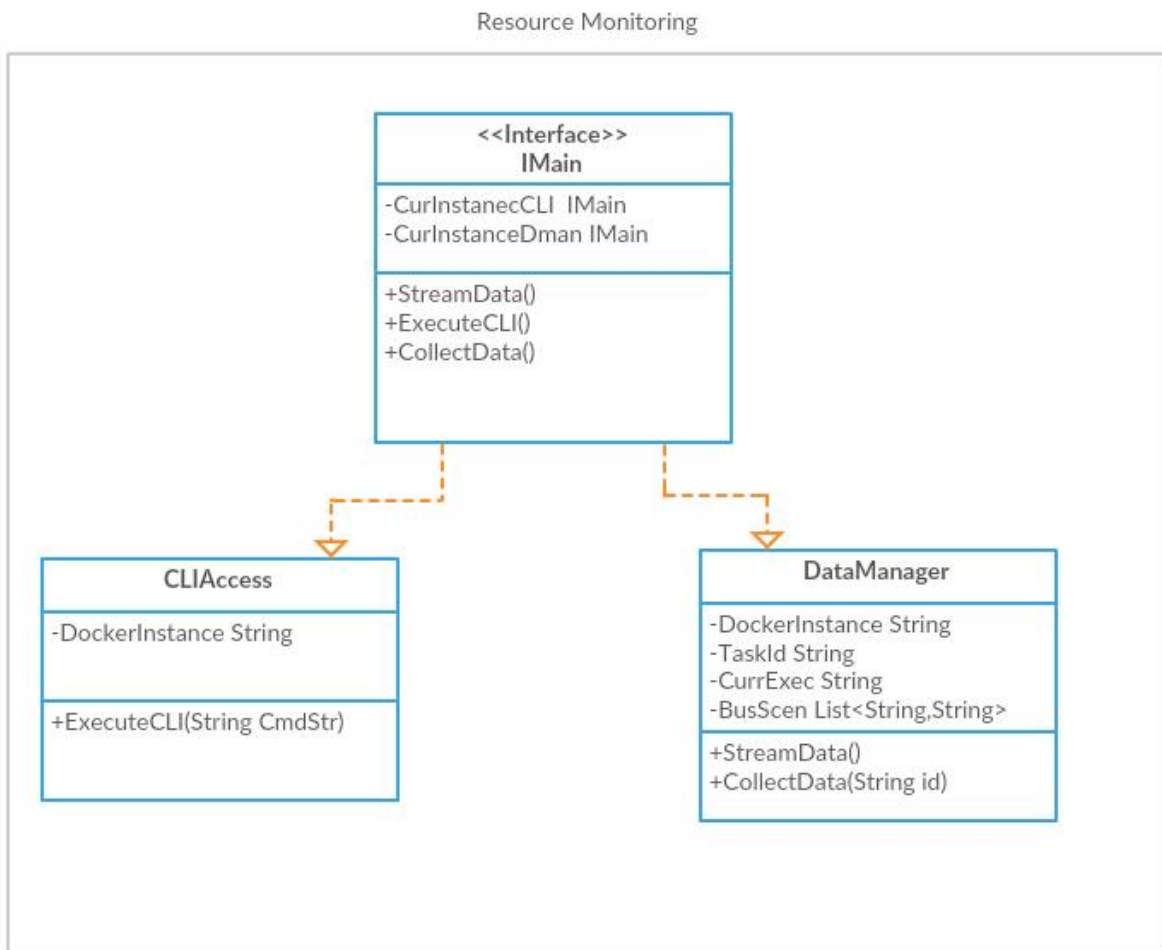 Resource Monitoring
<<Interface>>
IMain
-CurInstanecCLI  IMain
-CurInstanceDman IMain
+StreamData()
+ExecuteCLI()
+CollectData()
CLIAccess
-DockerInstance String
+ExecuteCLI(String CmdStr)
DataManager
-DockerInstance String
-TaskId String
-CurrExec String
-BusScen List<String,String>
+StreamData()
+CollectData(String id)